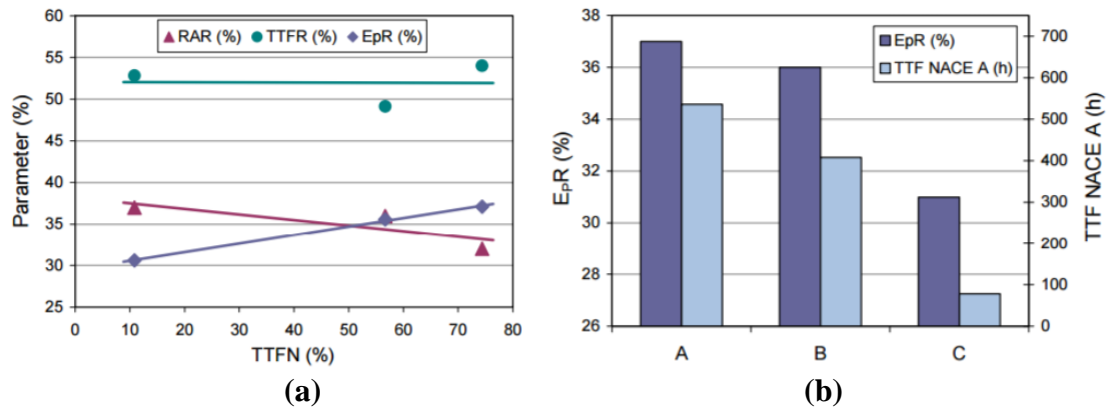 60
55
50
45
40
35
30
25
Parameter (%)
RAR (%) TTFR (%) EpR (%)
0 10 20 30 40 50 60 70 80
TTFN (%)
(a)
38
36
34
32
30
28
26
EPR (%)
EpR (%)
TTF NACE A (h)
700
600
500
400
300
200
100
0
TTF NACE A (h)
A B C
(b)